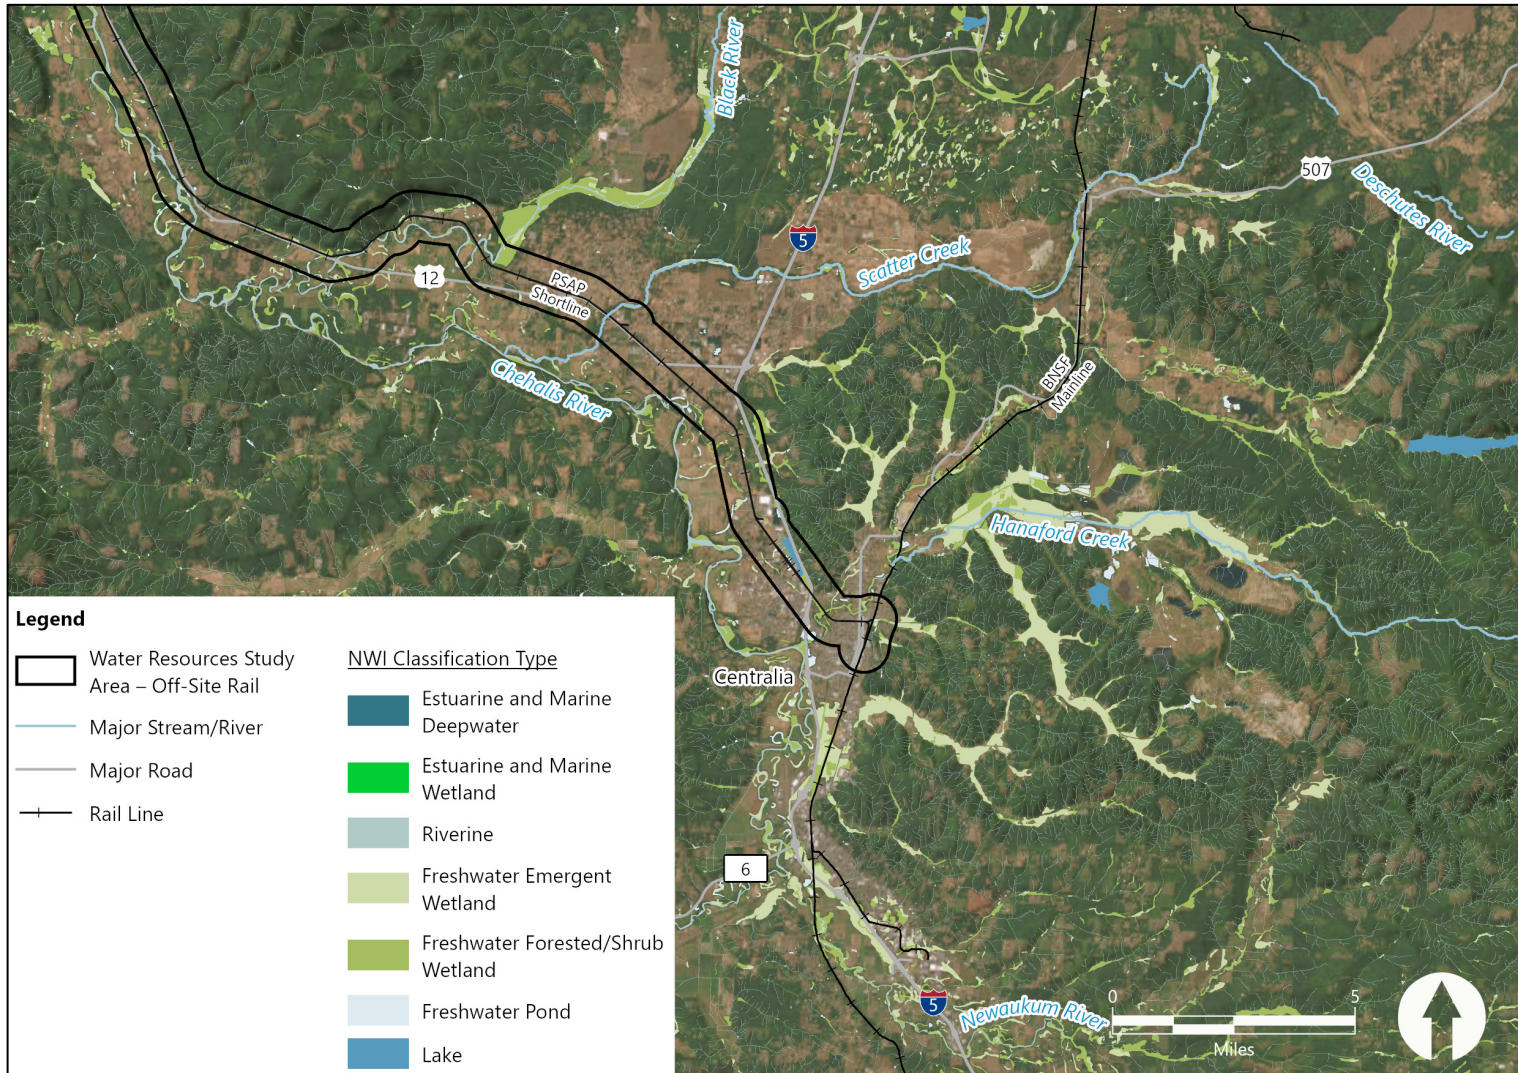 Black River
507
Deschutes River
5
Scatter Creek
12
PSAP
Shortline
Chehalis River
BNSF
Mainline
Hanaford Creek
Centralia
6
5
Newaukum River
0
5
Miles
Legend
Water Resources Study
Area – Off-Site Rail
Major Stream/River
Major Road
Rail Line
NWI Classification Type
Estuarine and Marine
Deepwater
Estuarine and Marine
Wetland
Riverine
Freshwater Emergent
Wetland
Freshwater Forested/Shrub
Wetland
Freshwater Pond
Lake